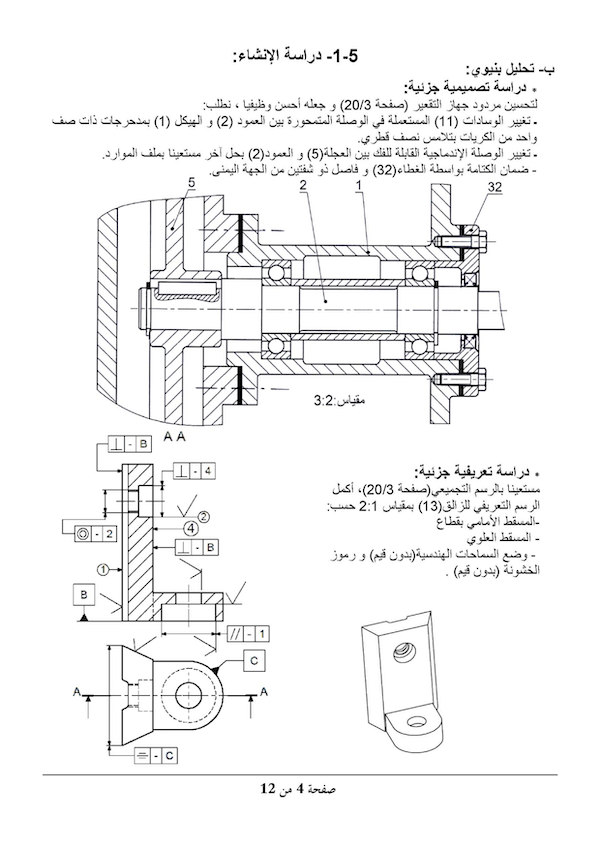 5-1- دراسة الإنشاء:
ب- تحليل بنيوي:
* دراسة تصميمية جزئية:
لتحسين مردود جهاز التقعير (صفحة 20/3) و جعله أحسن وظيفيا ، نطلب:
- تغيير الوسادات (11) المستعملة في الوصلة المتمحورة بين العمود (2) و الهيكل (1) بمدحرجات ذات صف
واحد من الكريات بتلامس نصف قطري.
- تغيير الوصلة الإندماجية القابلة للفك بين العجلة(5) و العمود(2) بحل آخر مستعينا بملف الموارد.
- ضمان الكتامة بواسطة الغطاء(32) و فاصل ذو شفتين من الجهة اليمنى.
5 2 1 32
مقياس:3:2
A A
⊥ - B
⊥ - 4
2
◎ - 2
4
⊥ - B
1
B
// - 1
C
A A
⌯ - C
* دراسة تعريفية جزئية:
مستعينا بالرسم التجميعي(صفحة 20/3)، أكمل
الرسم التعريفي للزالق(13) بمقياس 2:1 حسب:
-المسقط الأمامي بقطاع
- المسقط العلوي
- وضع السماحات الهندسية(بدون قيم) و رموز
الخشونة (بدون قيم) .
صفحة 4 من 12